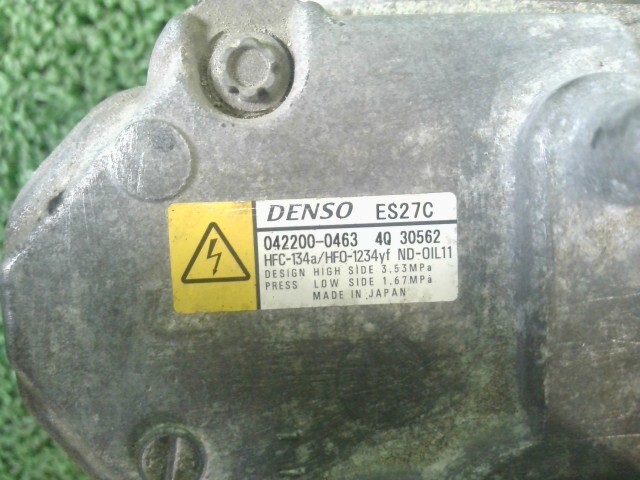 DENSO ES27C
042200-0463 4Q 30562
HFC-134a/HFO-1234yf ND-OIL11
DESIGN HIGH SIDE 3.53MPa
PRESS LOW SIDE 1.67MPa
MADE IN JAPAN